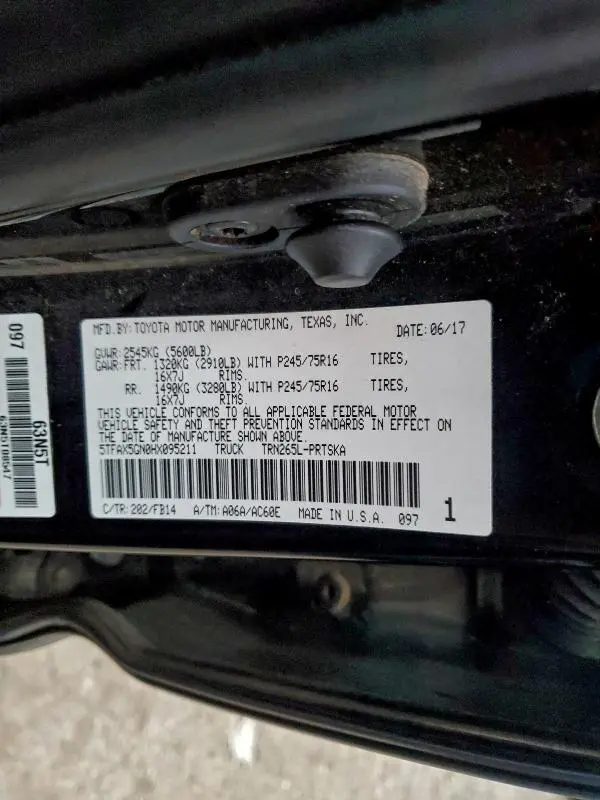 MFD.BY:TOYOTA MOTOR MANUFACTURING, TEXAS, INC. DATE:06/17
GVWR:2545KG (5600LB)
GAWR:FRT. 1320KG (2910LB) WITH P245/75R16 TIRES,
16X7J RIMS
RR. 1490KG (3280LB) WITH P245/75R16 TIRES,
16X7J RIMS
THIS VEHICLE CONFORMS TO ALL APPLICABLE FEDERAL MOTOR
VEHICLE SAFETY AND THEFT PREVENTION STANDARDS IN EFFECT
ON THE DATE OF MANUFACTURE SHOWN ABOVE.
5TFAX5GN0HX095211 TRUCK TRN265L-PRTSKA
C/TR:202/FB14 A/TM:A06A/AC60E MADE IN U.S.A. 097 1
097
63N5T